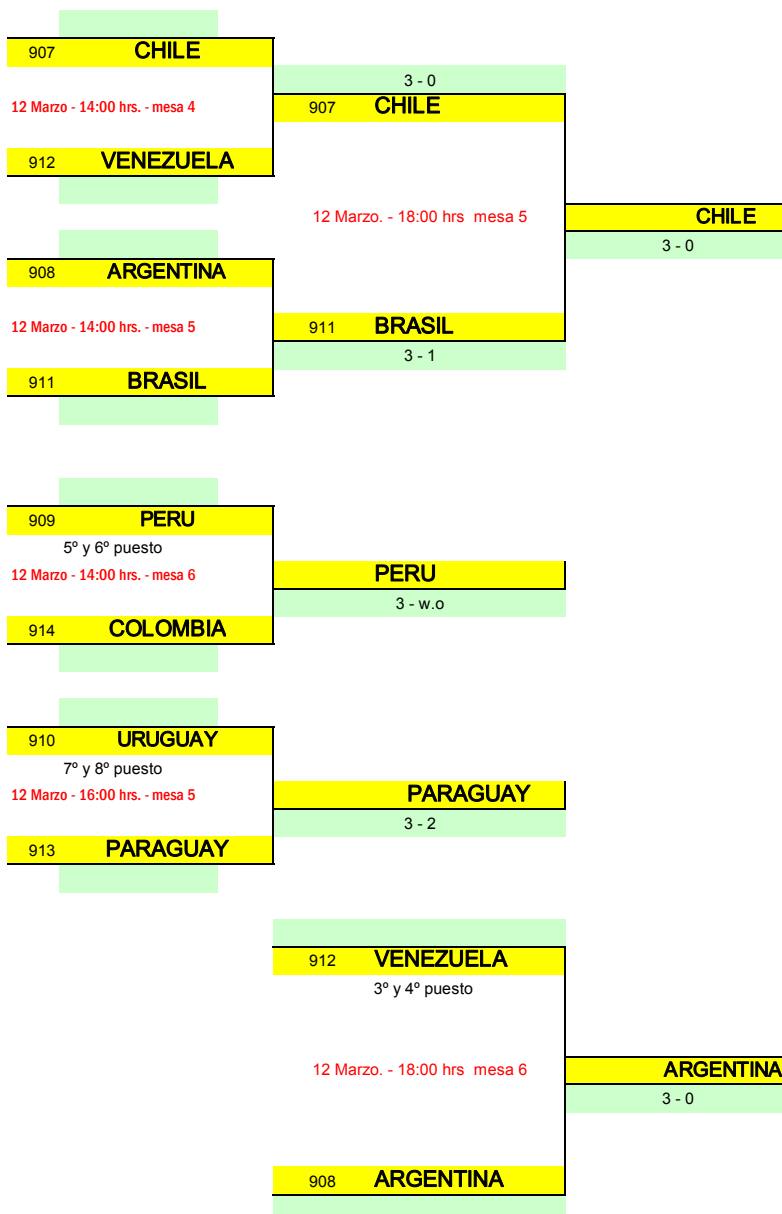 907 CHILE
12 Marzo - 14:00 hrs. - mesa 4
912 VENEZUELA
3 - 0
907 CHILE
12 Marzo. - 18:00 hrs mesa 5
CHILE
3 - 0
908 ARGENTINA
12 Marzo - 14:00 hrs. - mesa 5
911 BRASIL
911 BRASIL
3 - 1
909 PERU
5º y 6º puesto
12 Marzo - 14:00 hrs. - mesa 6
914 COLOMBIA
PERU
3 - w.o
910 URUGUAY
7º y 8º puesto
12 Marzo - 16:00 hrs. - mesa 5
913 PARAGUAY
PARAGUAY
3 - 2
912 VENEZUELA
3º y 4º puesto
12 Marzo. - 18:00 hrs mesa 6
908 ARGENTINA
ARGENTINA
3 - 0